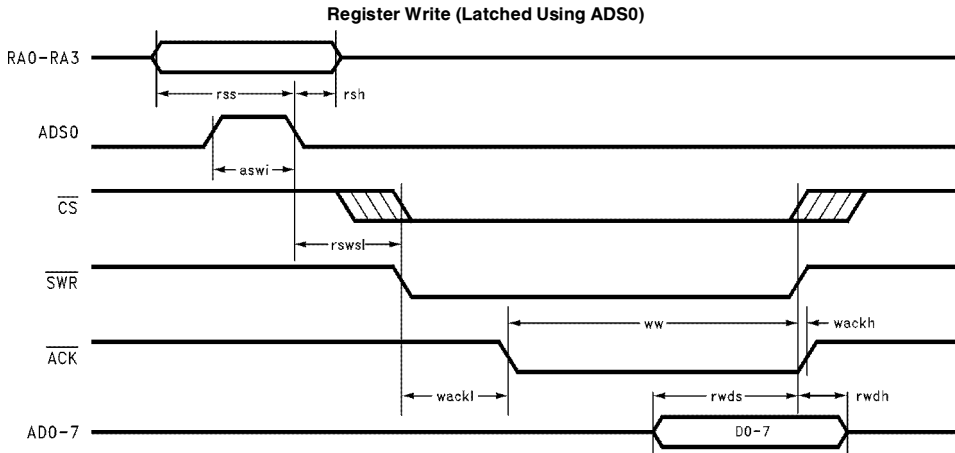 Register Write (Latched Using ADS0)
RA0-RA3
rss
rsh
ADS0
aswi
CS
rswsl
SWR
ww
wackh
ACK
wackl
rwds
rwdh
AD0-7
D0-7